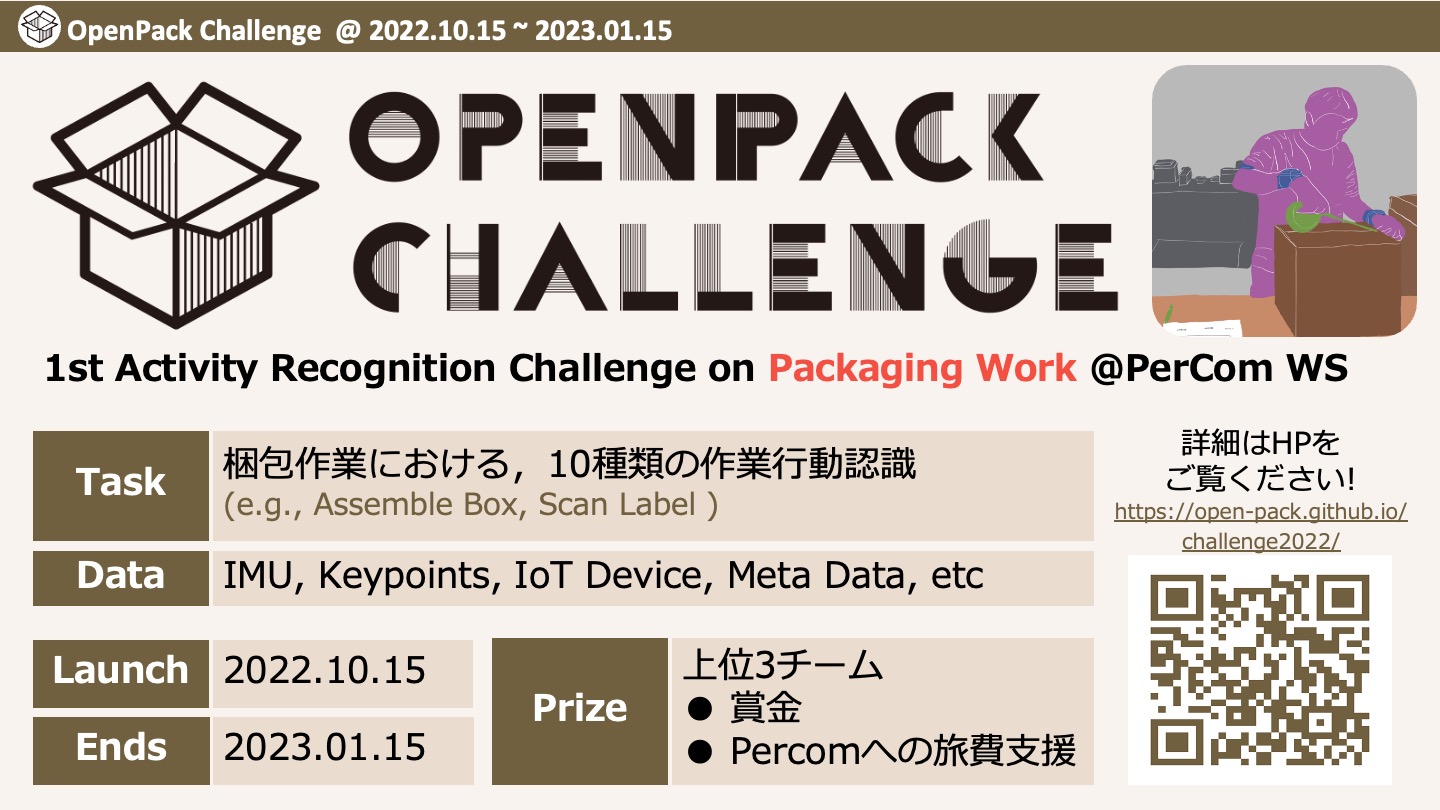 OpenPack Challenge @ 2022.10.15 ~ 2023.01.15
OPENPACK
CHALLENGE
1st Activity Recognition Challenge on Packaging Work @PerCom WS
Task
梱包作業における，10種類の作業行動認識
(e.g., Assemble Box, Scan Label )
Data
IMU, Keypoints, IoT Device, Meta Data, etc
Launch
2022.10.15
Ends
2023.01.15
Prize
上位3チーム
● 賞金
● Percomへの旅費支援
詳細はHPを
ご覧ください!
https://open-pack.github.io/
challenge2022/